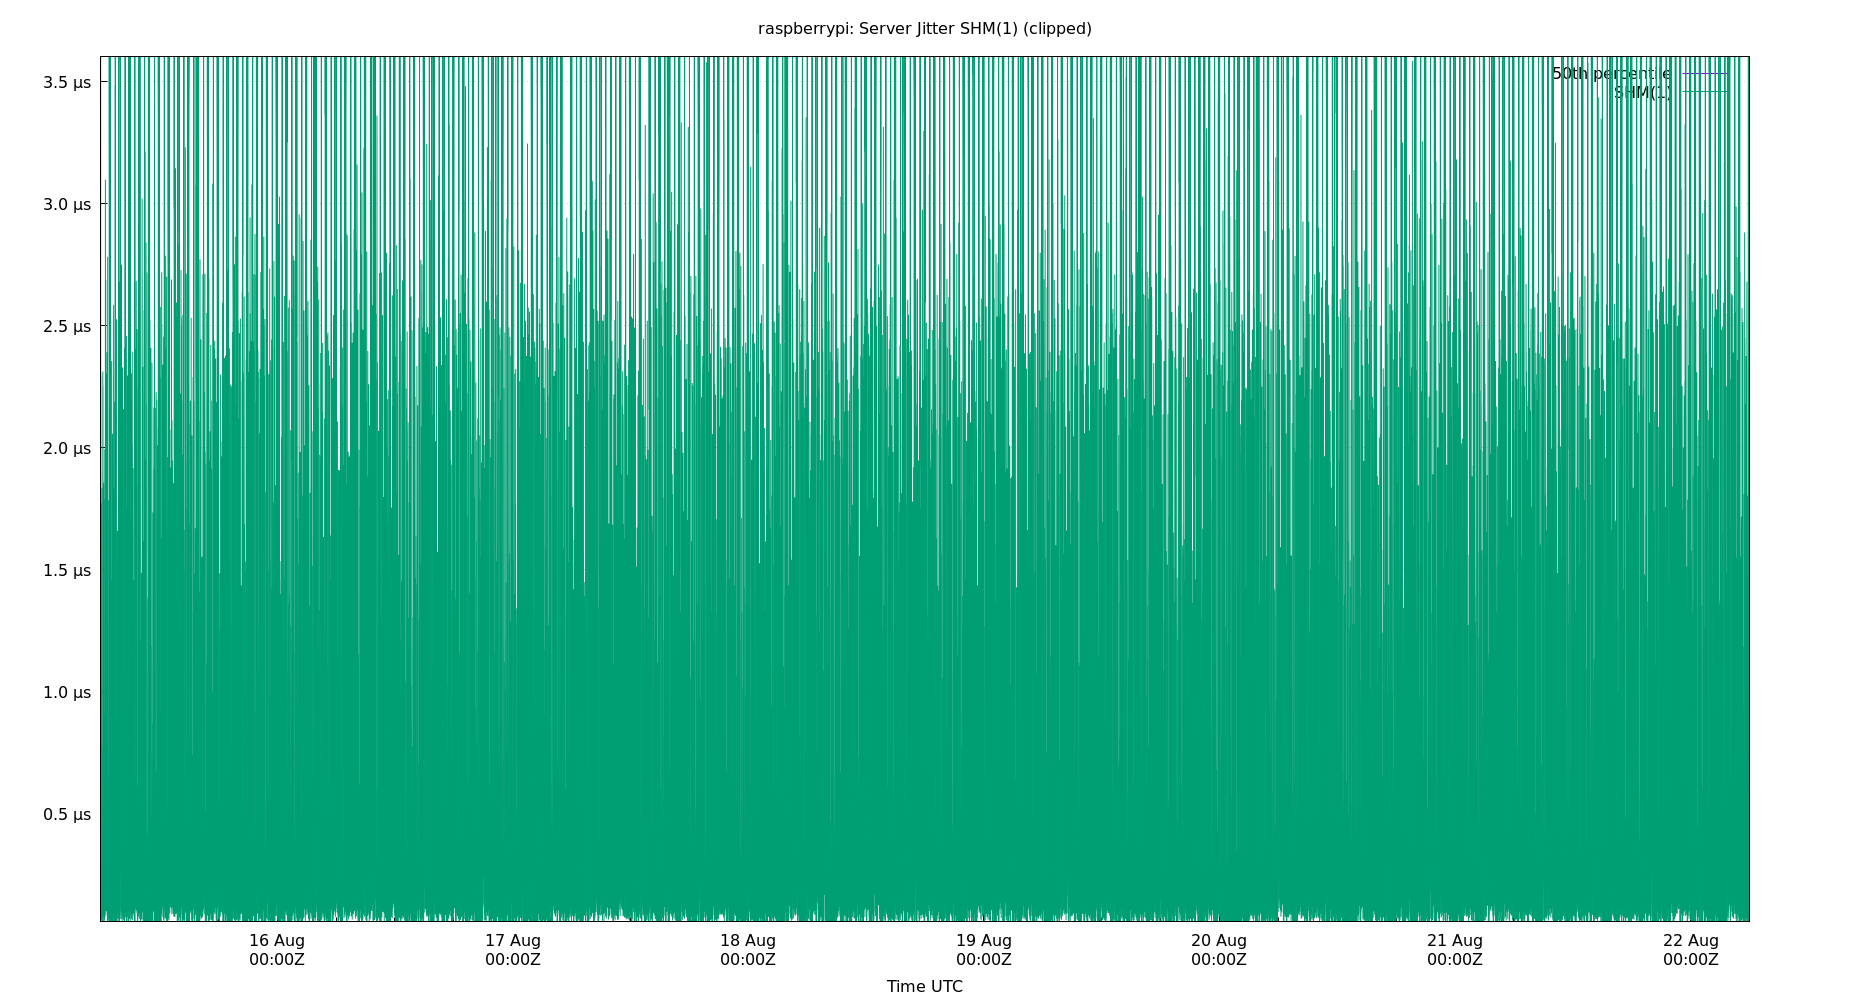 raspberrypi: Server Jitter SHM(1) (clipped)
3.5 µs
50th percentile
SHM(1)
3.0 µs
2.5 µs
2.0 µs
1.5 µs
1.0 µs
0.5 µs
16 Aug 17 Aug 18 Aug 19 Aug 20 Aug 21 Aug 22 Aug
00:00Z 00:00Z 00:00Z 00:00Z 00:00Z 00:00Z 00:00Z
Time UTC